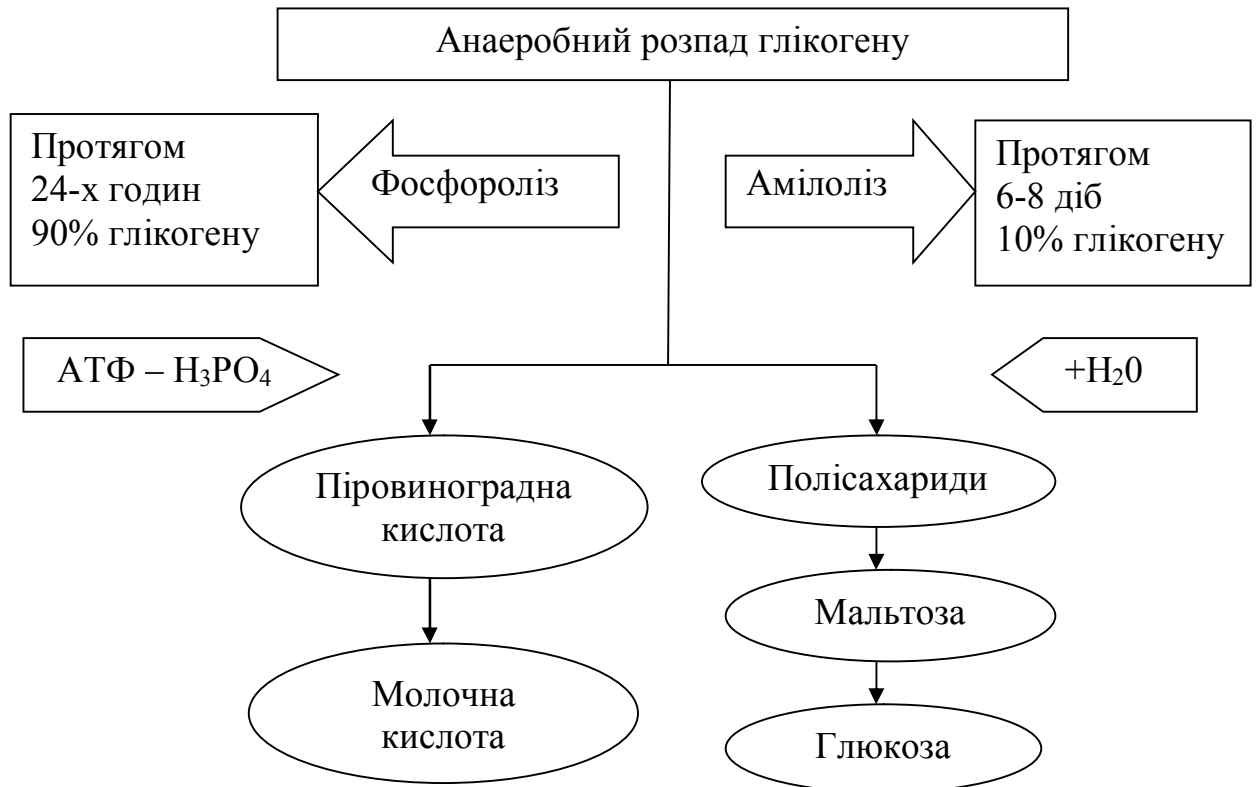 Анаеробний розпад глікогену
Протягом
24-х годин
90% глікогену
Фосфороліз
Амілоліз
Протягом
6-8 діб
10% глікогену
АТФ – H₃PO₄
+H₂0
Піровиноградна
кислота
Полісахариди
Мальтоза
Молочна
кислота
Глюкоза